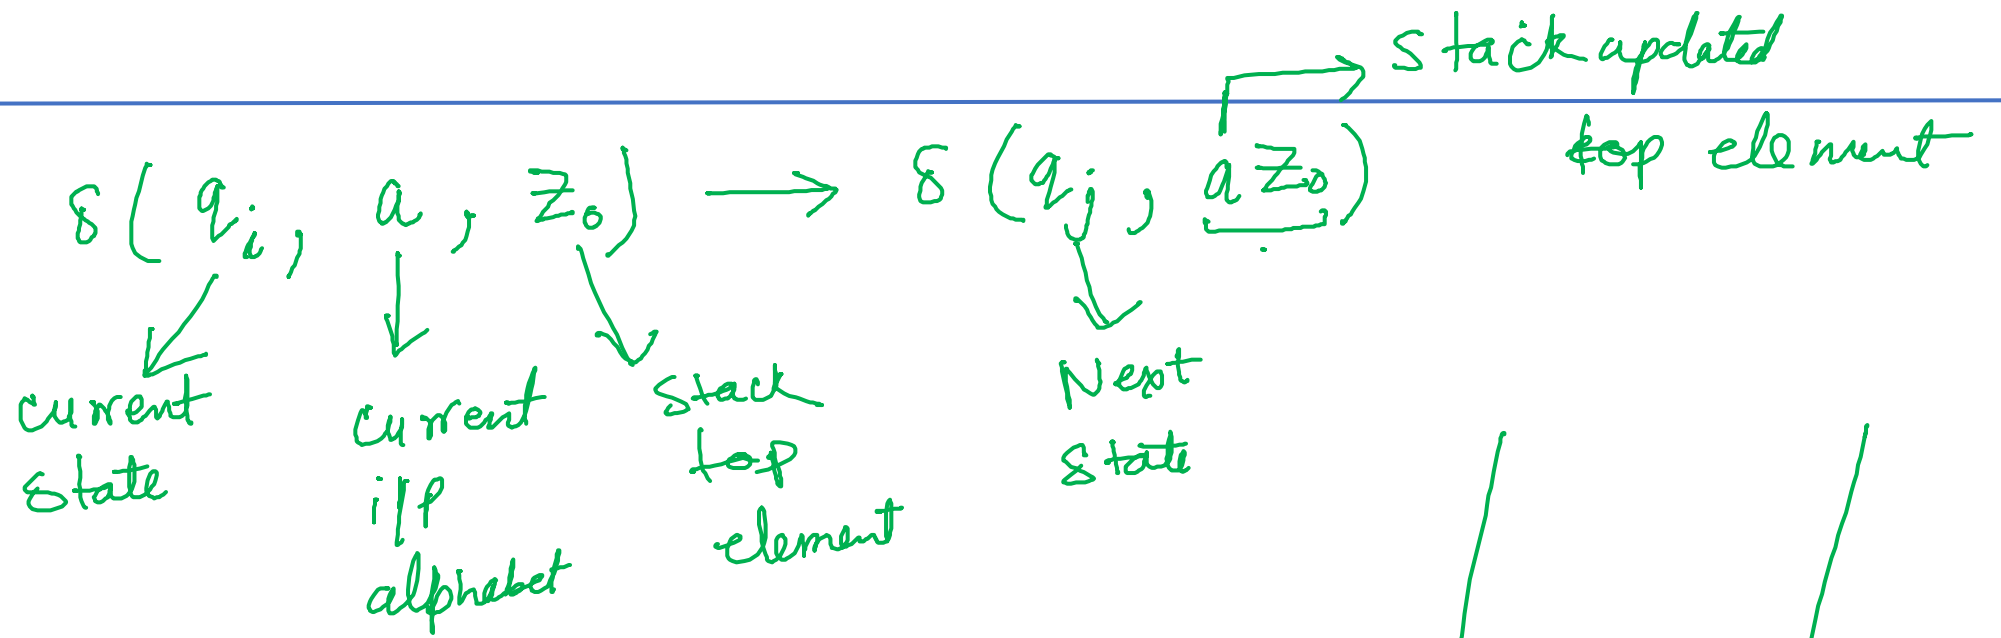 stack updated
top element
δ(qi, a, z0) → δ(qj, az0)
current
state
current
i/p
alphabet
stack
top
element
Next
state